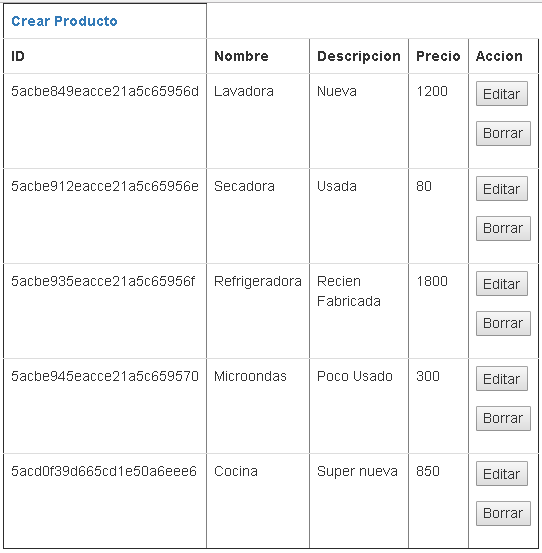 Crear Producto
ID Nombre Descripcion Precio Accion
5acbe849eacce21a5c65956d Lavadora Nueva 1200 Editar
Borrar
5acbe912eacce21a5c65956e Secadora Usada 80 Editar
Borrar
5acbe935eacce21a5c65956f Refrigeradora Recien 1800 Editar
Fabricada
Borrar
5acbe945eacce21a5c659570 Microondas Poco Usado 300 Editar
Borrar
5acd0f39d665cd1e50a6eee6 Cocina Super nueva 850 Editar
Borrar